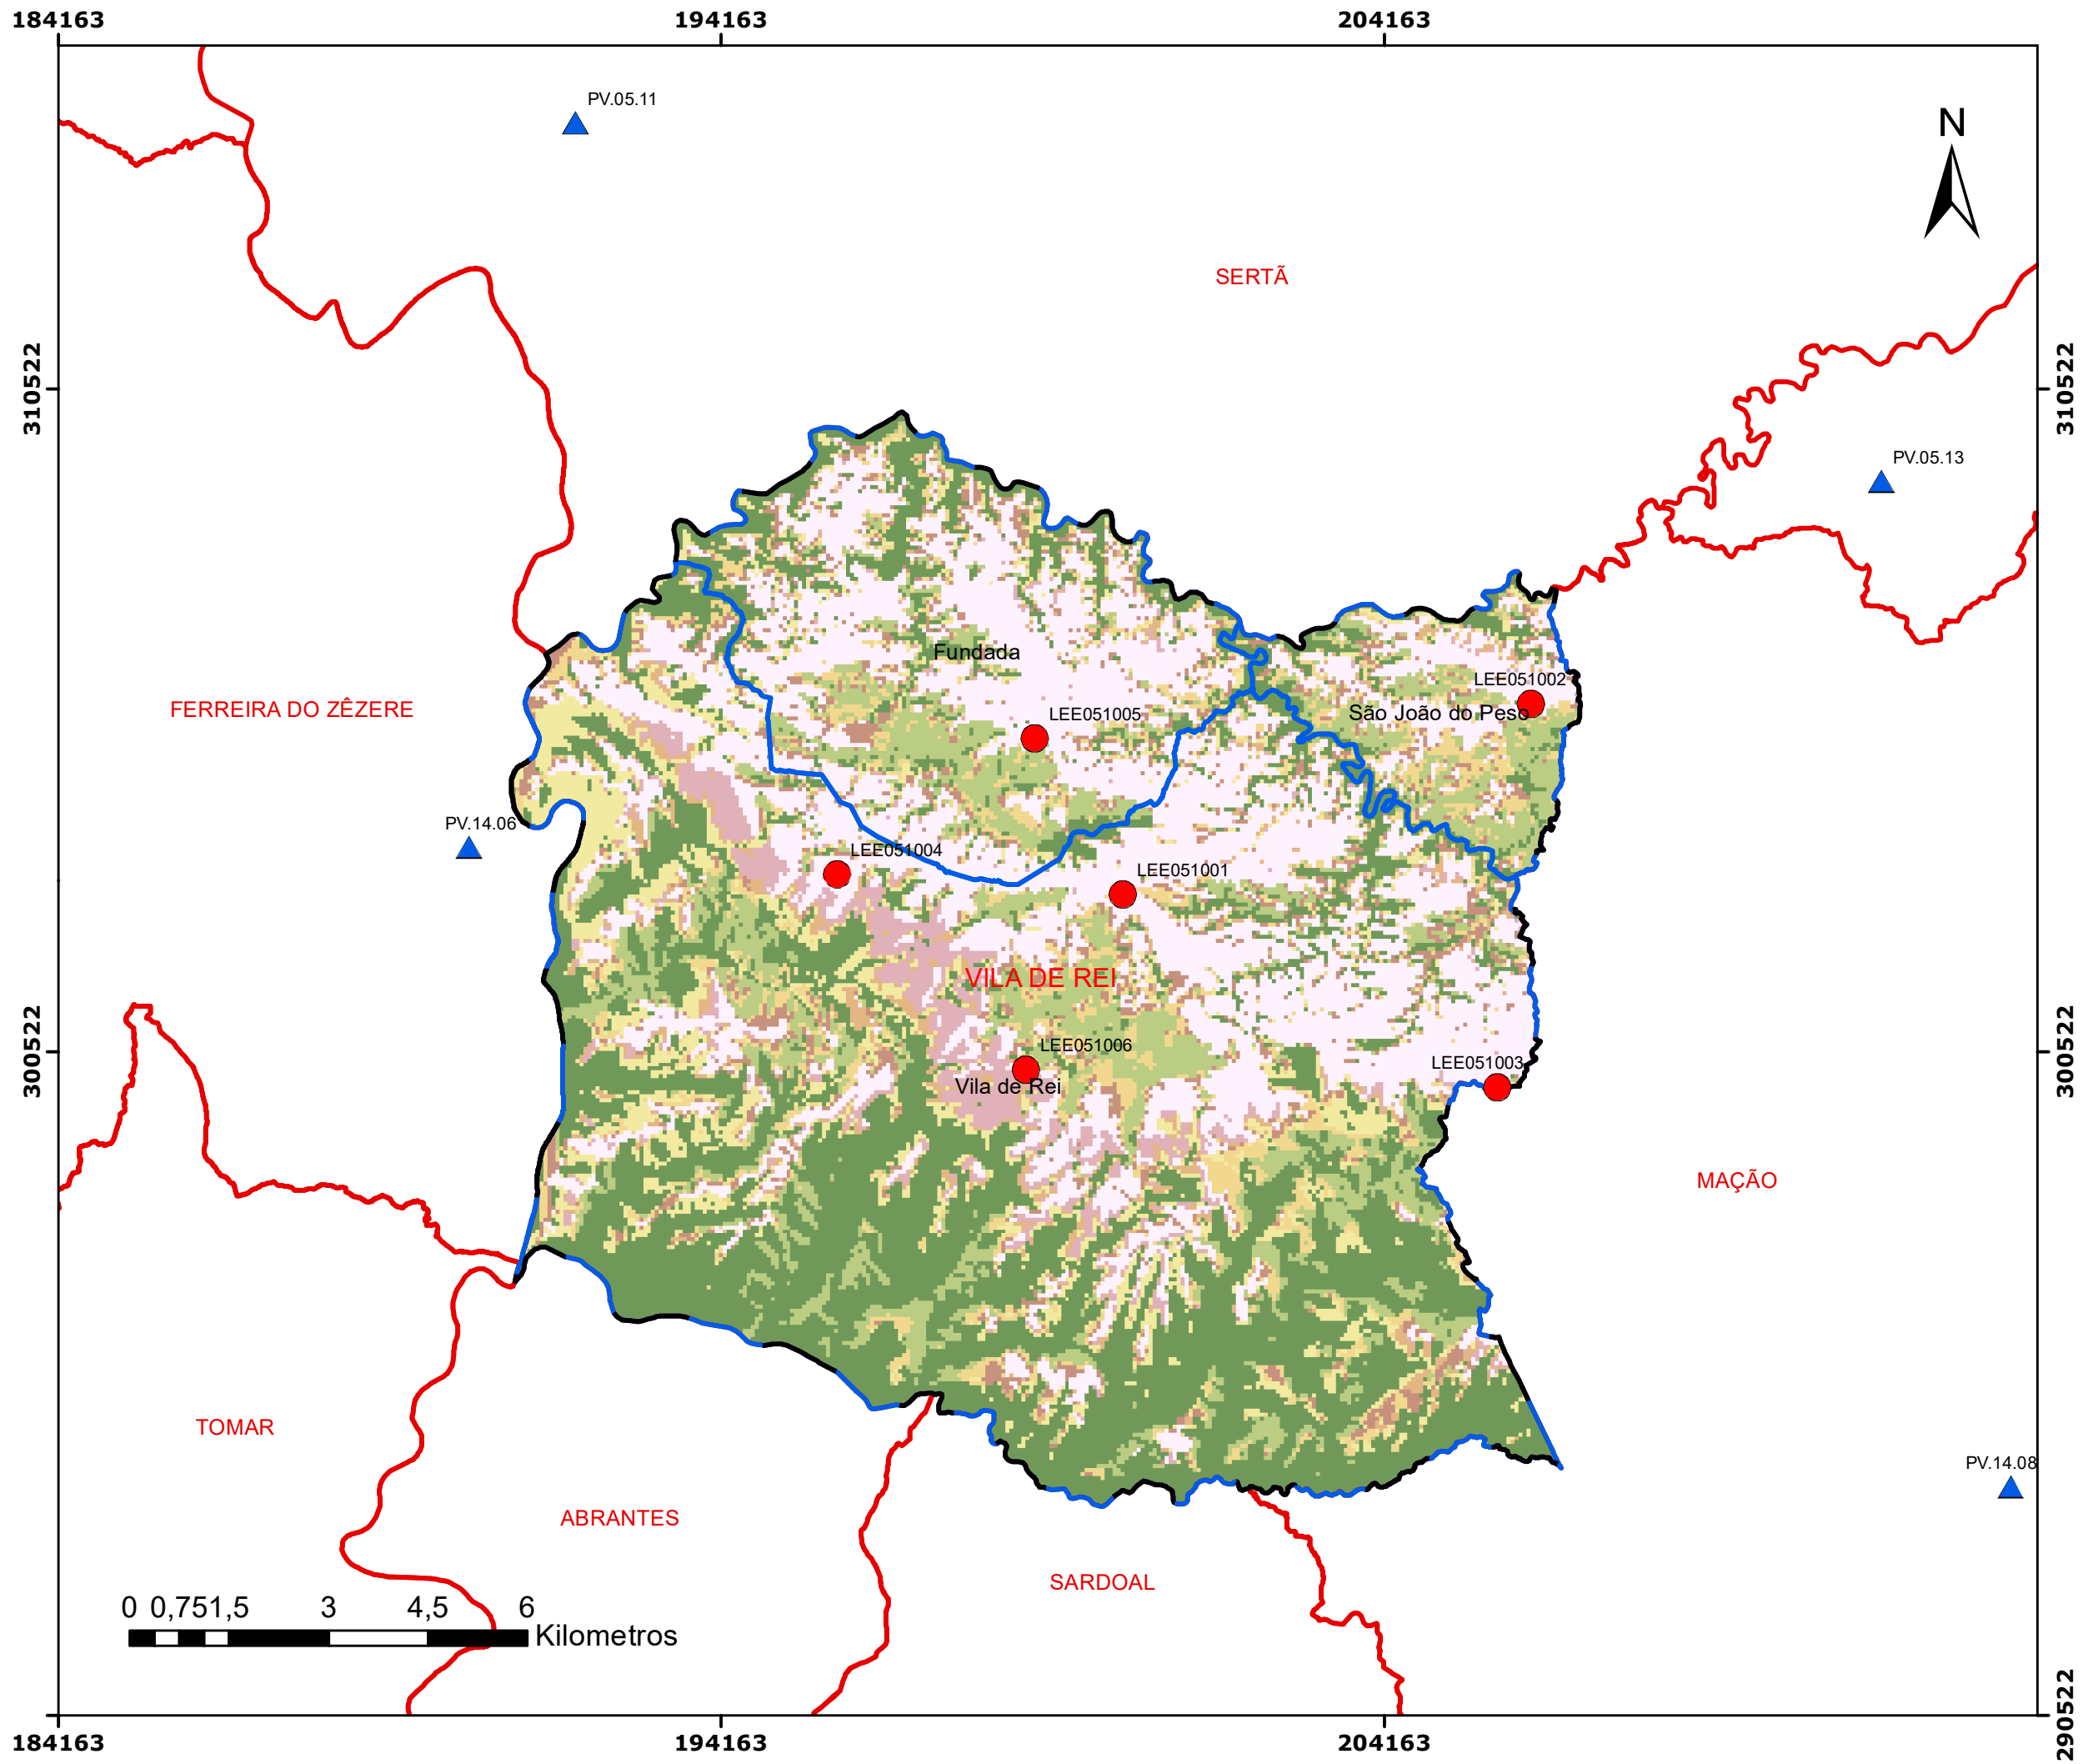 184163
194163
204163
PV.05.11
N
SERTÃ
310522
310522
PV.05.13
Fundada
LEE051002
FERREIRA DO ZÊZERE
São João do Peso
LEE051005
PV.14.06
LEE051004
LEE051001
VILA DE REI
300522
300522
LEE051006
LEE051003
Vila de Rei
MAÇÃO
TOMAR
PV.14.08
ABRANTES
SARDOAL
0 0,75 1,5 3 4,5 6
Kilometros
290522
184163
194163
204163